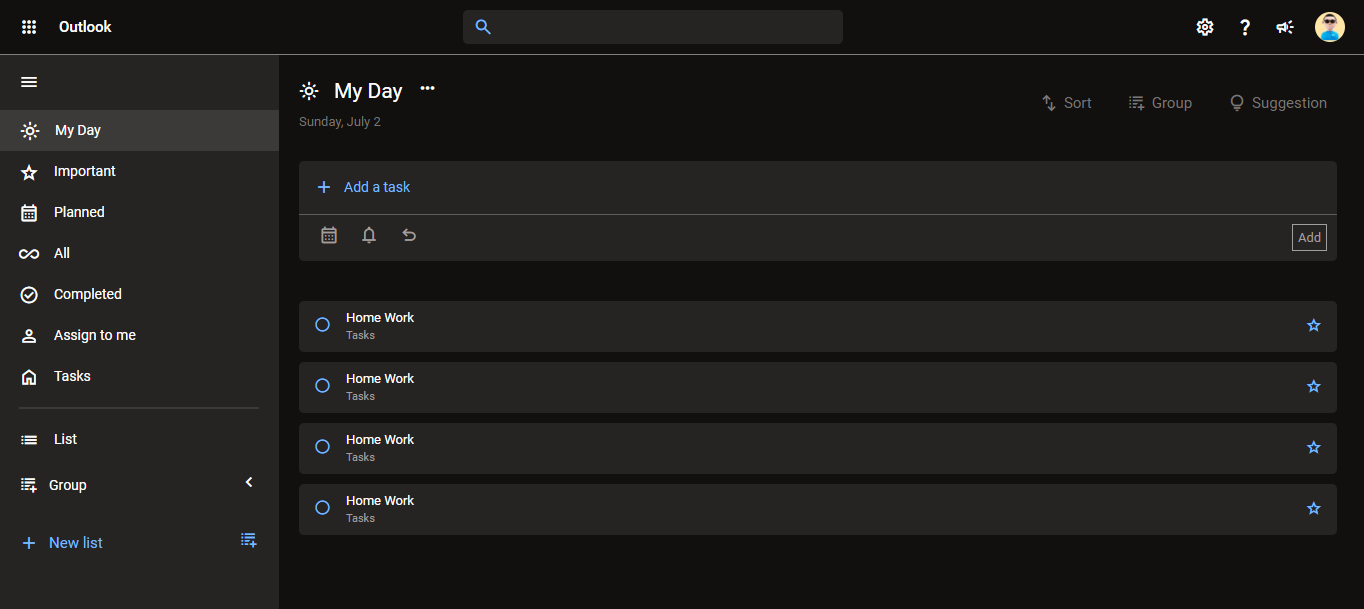 Outlook
My Day
Important
Planned
All
Completed
Assign to me
Tasks
List
Group
New list
My Day
Sunday, July 2
Sort
Group
Suggestion
Add a task
Add
Home Work
Tasks
Home Work
Tasks
Home Work
Tasks
Home Work
Tasks